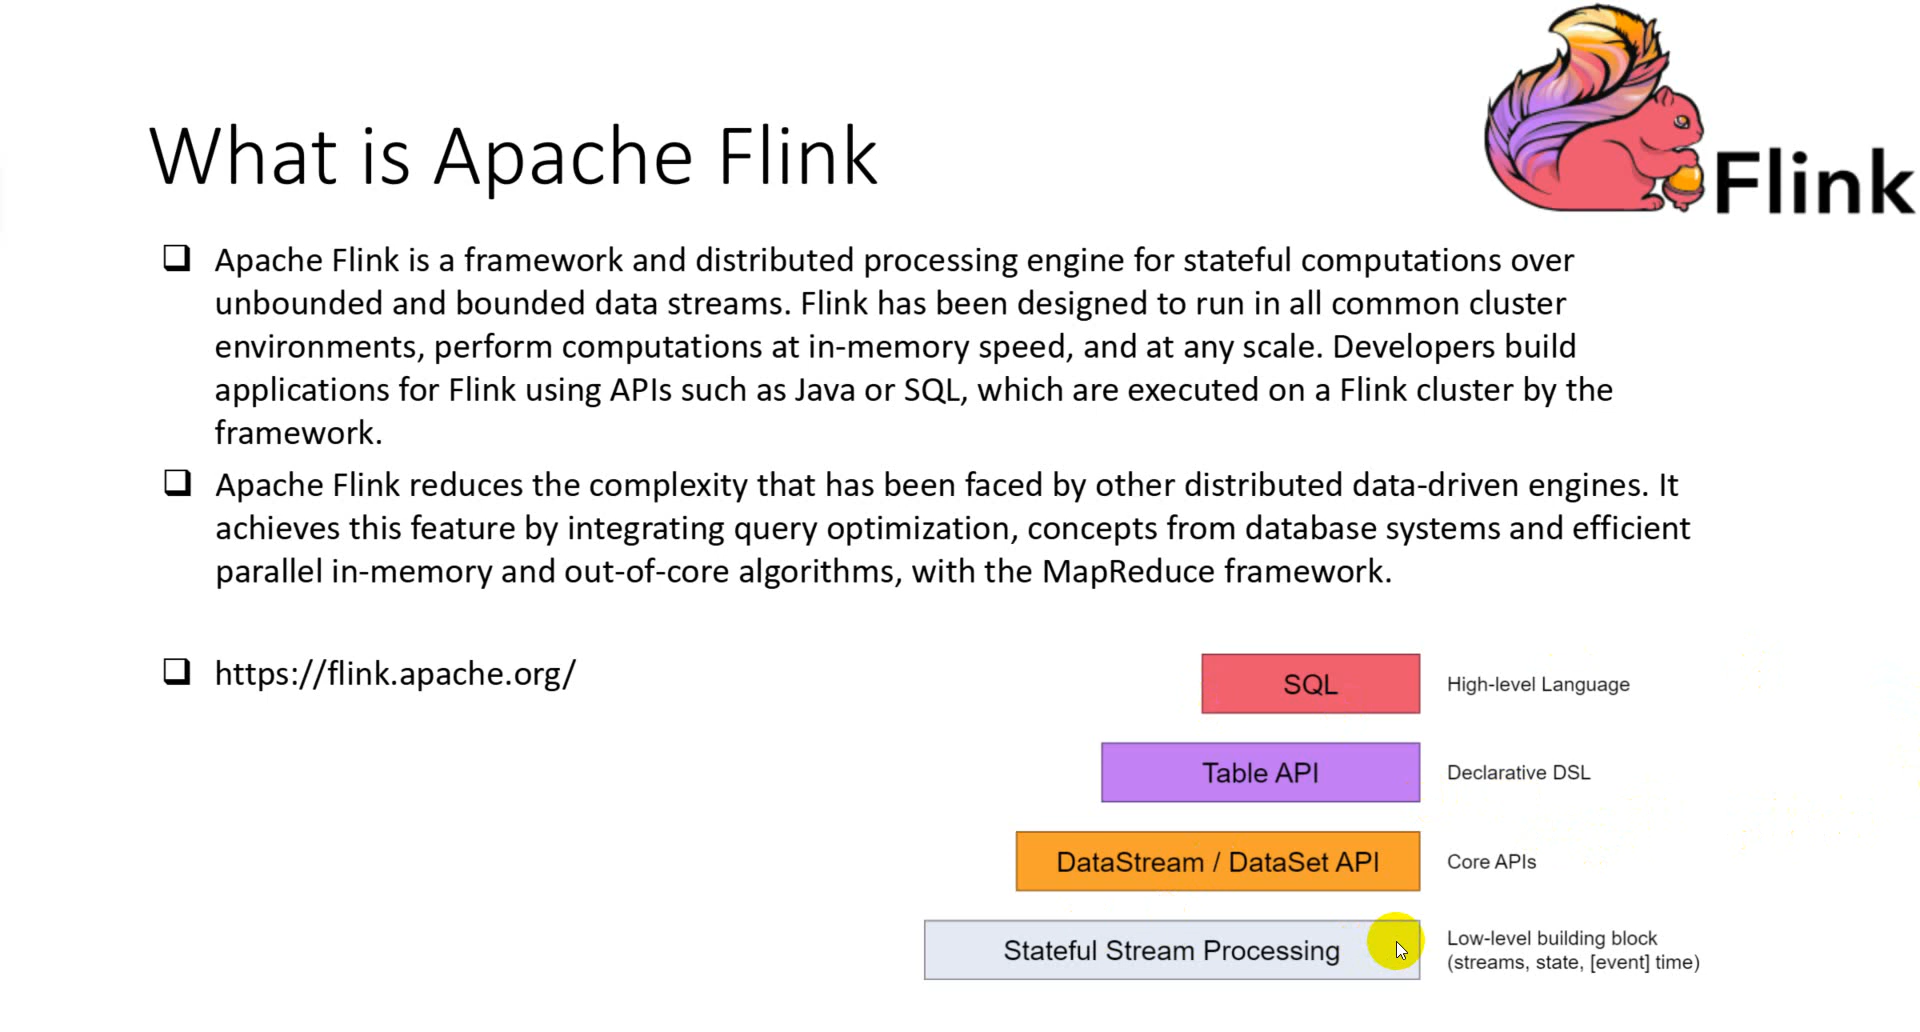 What is Apache Flink
Flink
Apache Flink is a framework and distributed processing engine for stateful computations over
unbounded and bounded data streams. Flink has been designed to run in all common cluster
environments, perform computations at in-memory speed, and at any scale. Developers build
applications for Flink using APIs such as Java or SQL, which are executed on a Flink cluster by the
framework.
Apache Flink reduces the complexity that has been faced by other distributed data-driven engines. It
achieves this feature by integrating query optimization, concepts from database systems and efficient
parallel in-memory and out-of-core algorithms, with the MapReduce framework.
https://flink.apache.org/
SQL
High-level Language
Table API
Declarative DSL
DataStream / DataSet API
Core APIs
Stateful Stream Processing
Low-level building block
(streams, state, [event] time)